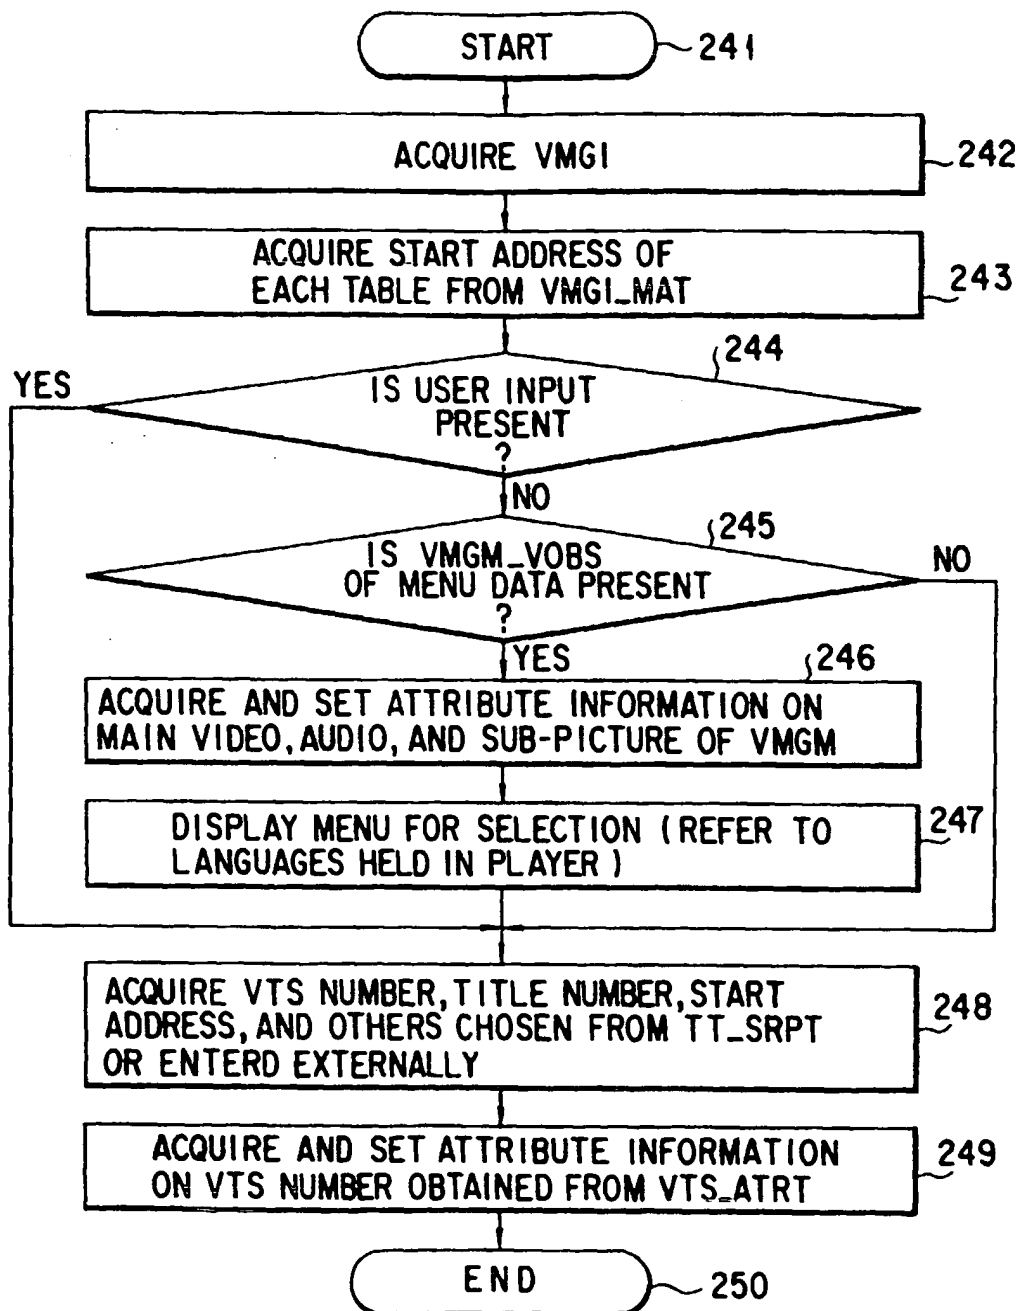 START
241
ACQUIRE VMGI
242
ACQUIRE START ADDRESS OF
EACH TABLE FROM VMGI_MAT
243
244
YES
IS USER INPUT
PRESENT
?
NO
245
IS VMGM_VOBS
OF MENU DATA PRESENT
?
NO
YES
246
ACQUIRE AND SET ATTRIBUTE INFORMATION ON
MAIN VIDEO, AUDIO, AND SUB-PICTURE OF VMGM
247
DISPLAY MENU FOR SELECTION (REFER TO
LANGUAGES HELD IN PLAYER)
ACQUIRE VTS NUMBER, TITLE NUMBER, START
ADDRESS, AND OTHERS CHOSEN FROM TT_SRPT
OR ENTERD EXTERNALLY
248
ACQUIRE AND SET ATTRIBUTE INFORMATION
ON VTS NUMBER OBTAINED FROM VTS_ATRT
249
END
250